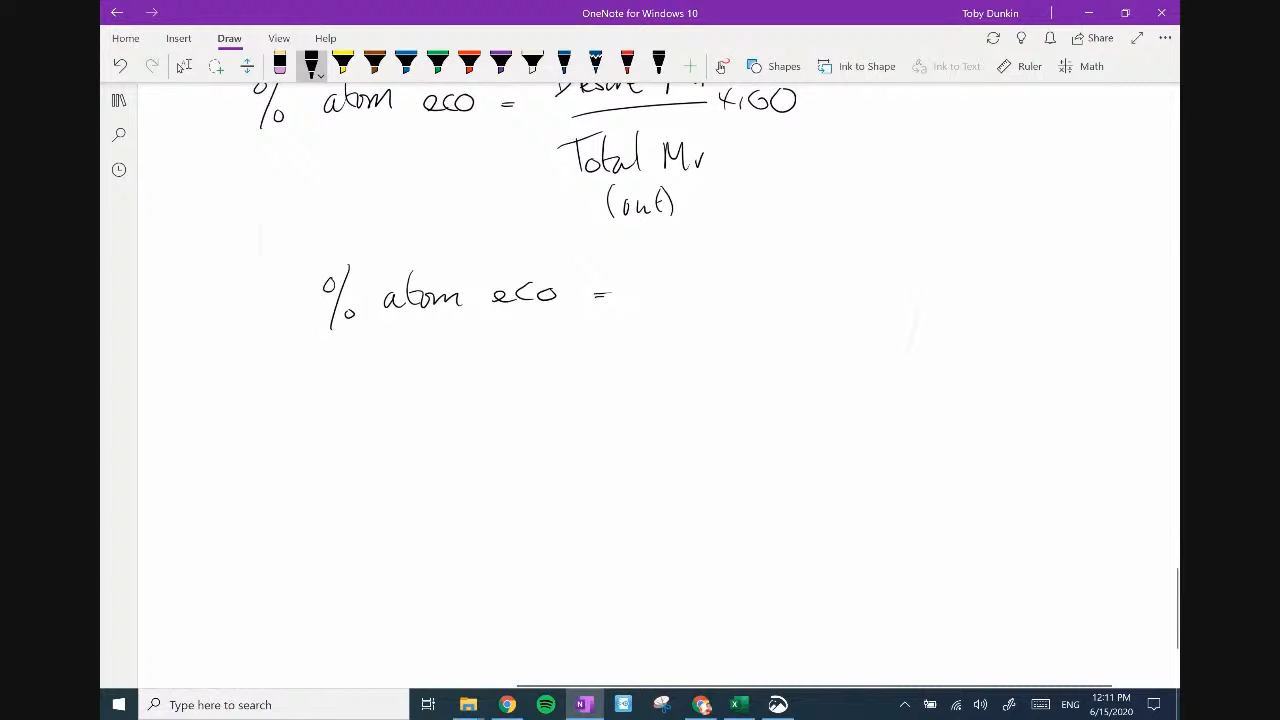 OneNote for Windows 10
Toby Dunkin
Home Insert Draw View Help
Share
Shapes Ink to Shape Ink to Text Ruler Math
% atom eco = x100
Total Mr
(out)
% atom eco =
Type here to search
ENG
12:11 PM
6/15/2020